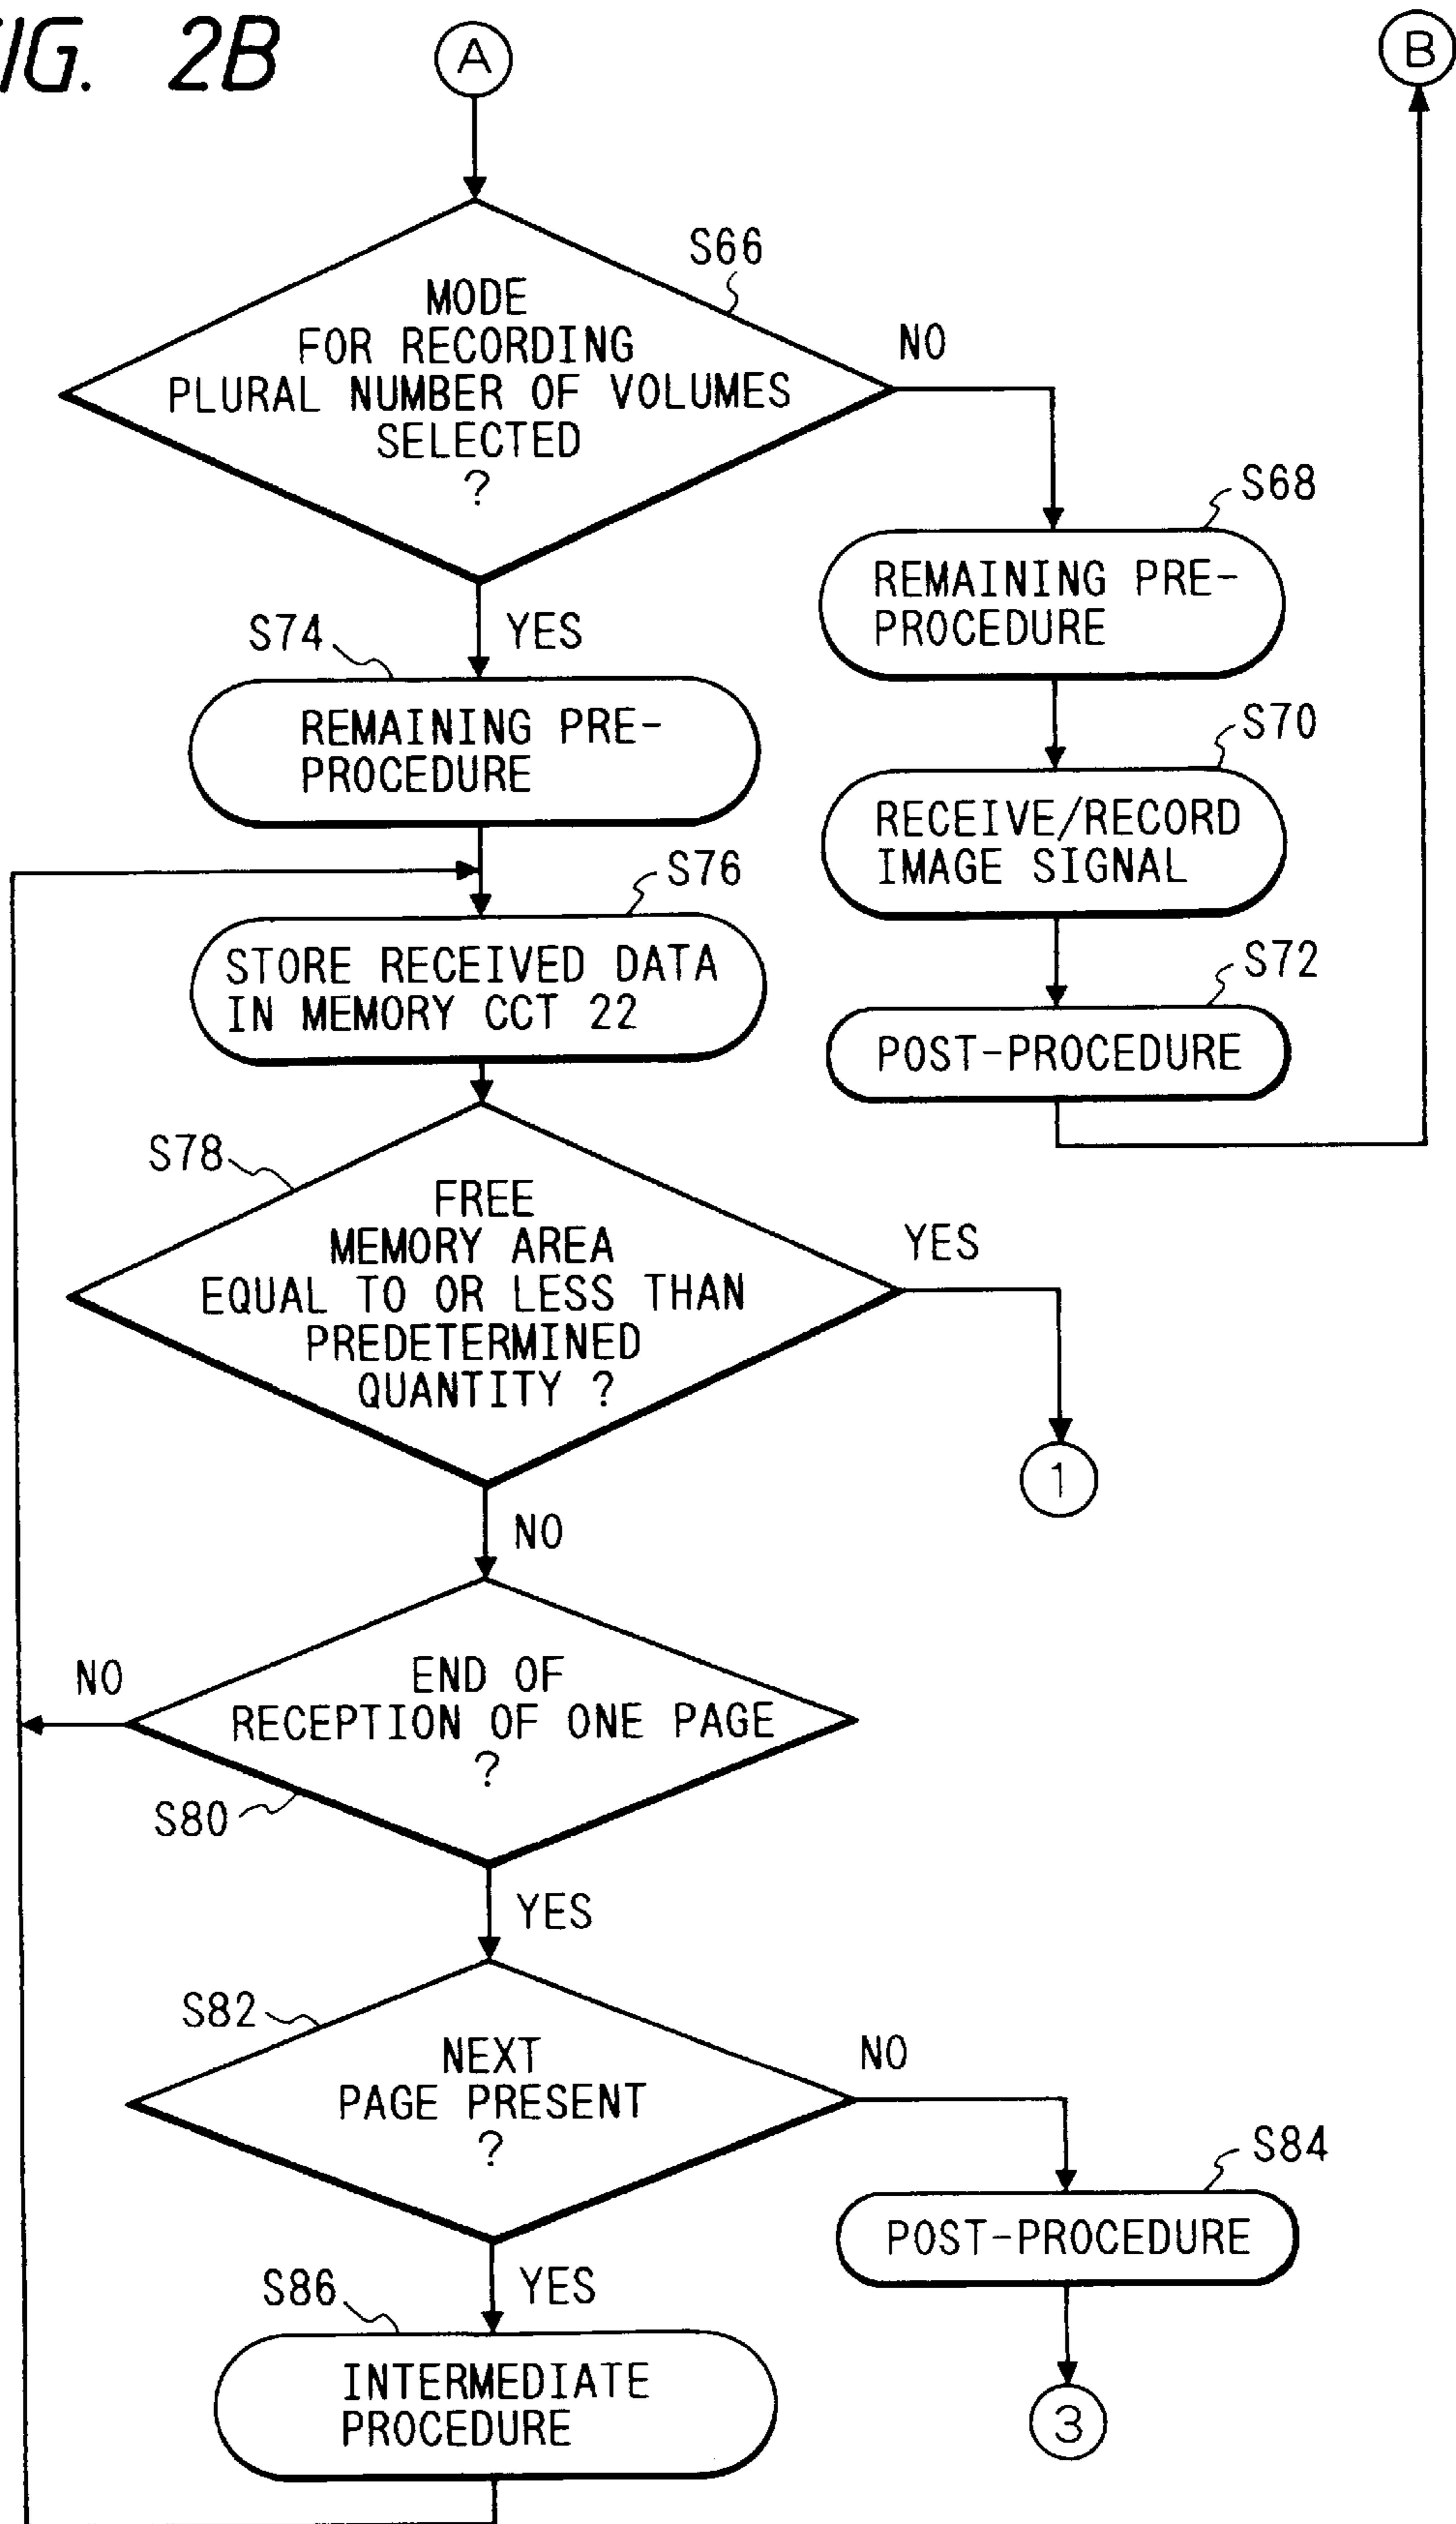 FIG. 2B
A
B
S66
MODE
FOR RECORDING
PLURAL NUMBER OF VOLUMES
SELECTED
?
NO
YES
S68
REMAINING PRE-
PROCEDURE
S70
RECEIVE/RECORD
IMAGE SIGNAL
S72
POST-PROCEDURE
S74
REMAINING PRE-
PROCEDURE
S76
STORE RECEIVED DATA
IN MEMORY CCT 22
S78
FREE
MEMORY AREA
EQUAL TO OR LESS THAN
PREDETERMINED
QUANTITY ?
YES
1
NO
END OF
RECEPTION OF ONE PAGE
?
NO
S80
YES
S82
NEXT
PAGE PRESENT
?
NO
S84
POST-PROCEDURE
3
YES
S86
INTERMEDIATE
PROCEDURE